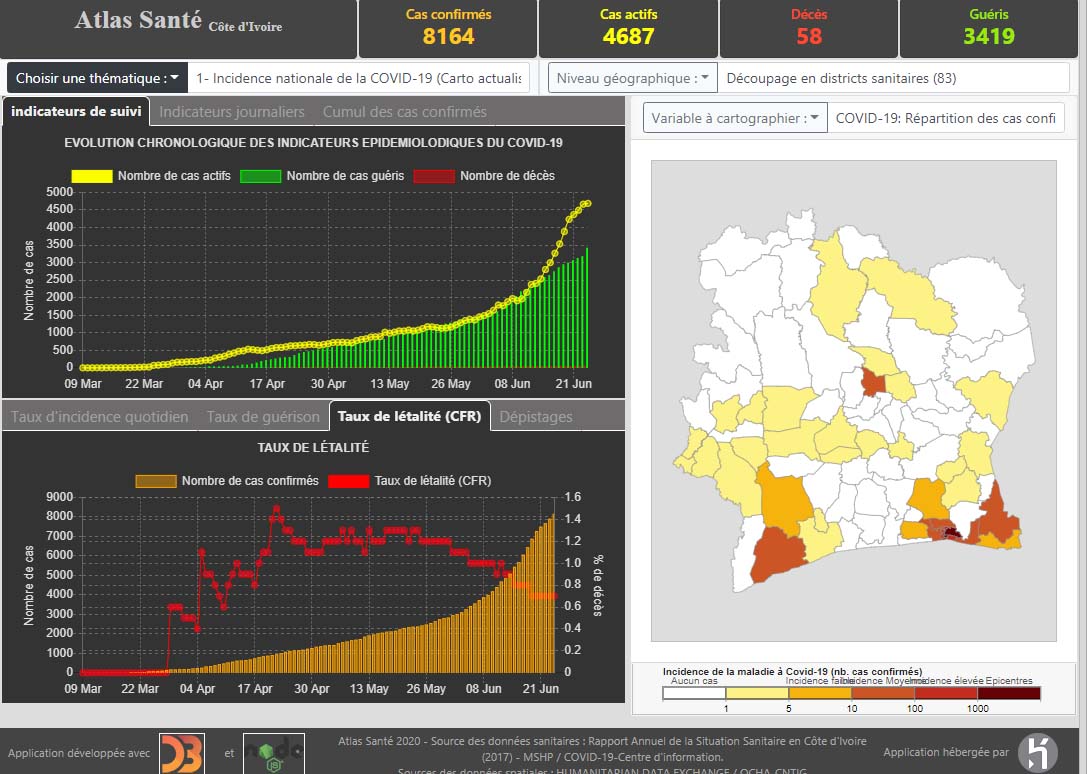 Atlas Santé Côte d'Ivoire
Cas confirmés
8164
Cas actifs
4687
Décès
58
Guéris
3419
Choisir une thématique :
1- Incidence nationale de la COVID-19 (Carto actualis
Niveau géographique :
Découpage en districts sanitaires (83)
indicateurs de suivi
Indicateurs journaliers
Cumul des cas confirmés
Variable à cartographier :
COVID-19: Répartition des cas confi
EVOLUTION CHRONOLOGIQUE DES INDICATEURS EPIDEMIOLODIQUES DU COVID-19
Nombre de cas actifs
Nombre de cas guéris
Nombre de décès
Nombre de cas
5000
4500
4000
3500
3000
2500
2000
1500
1000
500
0
09 Mar 22 Mar 04 Apr 17 Apr 30 Apr 13 May 26 May 08 Jun 21 Jun
Taux d'incidence quotidien
Taux de guérison
Taux de létalité (CFR)
Dépistages
TAUX DE LÉTALITÉ
Nombre de cas confirmés
Taux de létalité (CFR)
Nombre de cas
9000
8000
7000
6000
5000
4000
3000
2000
1000
0
1.6
1.4
1.2
1.0
0.8
0.6
0.4
0.2
0
% de décès
09 Mar 22 Mar 04 Apr 17 Apr 30 Apr 13 May 26 May 08 Jun 21 Jun
Incidence de la maladie à Covid-19 (nb. cas confirmés)
Aucun cas Incidence faible Incidence Moyenne Incidence élevée Epicentres
1 5 10 100 1000
Application développée avec
D3
et
node
JS
Atlas Santé 2020 - Source des données sanitaires : Rapport Annuel de la Situation Sanitaire en Côte d'Ivoire
(2017) - MSHP / COVID-19-Centre d'information.
Sources des données spatiales : HUMANITARIAN DATA EXCHANGE / OCHA, CNTIG
Application hébergée par